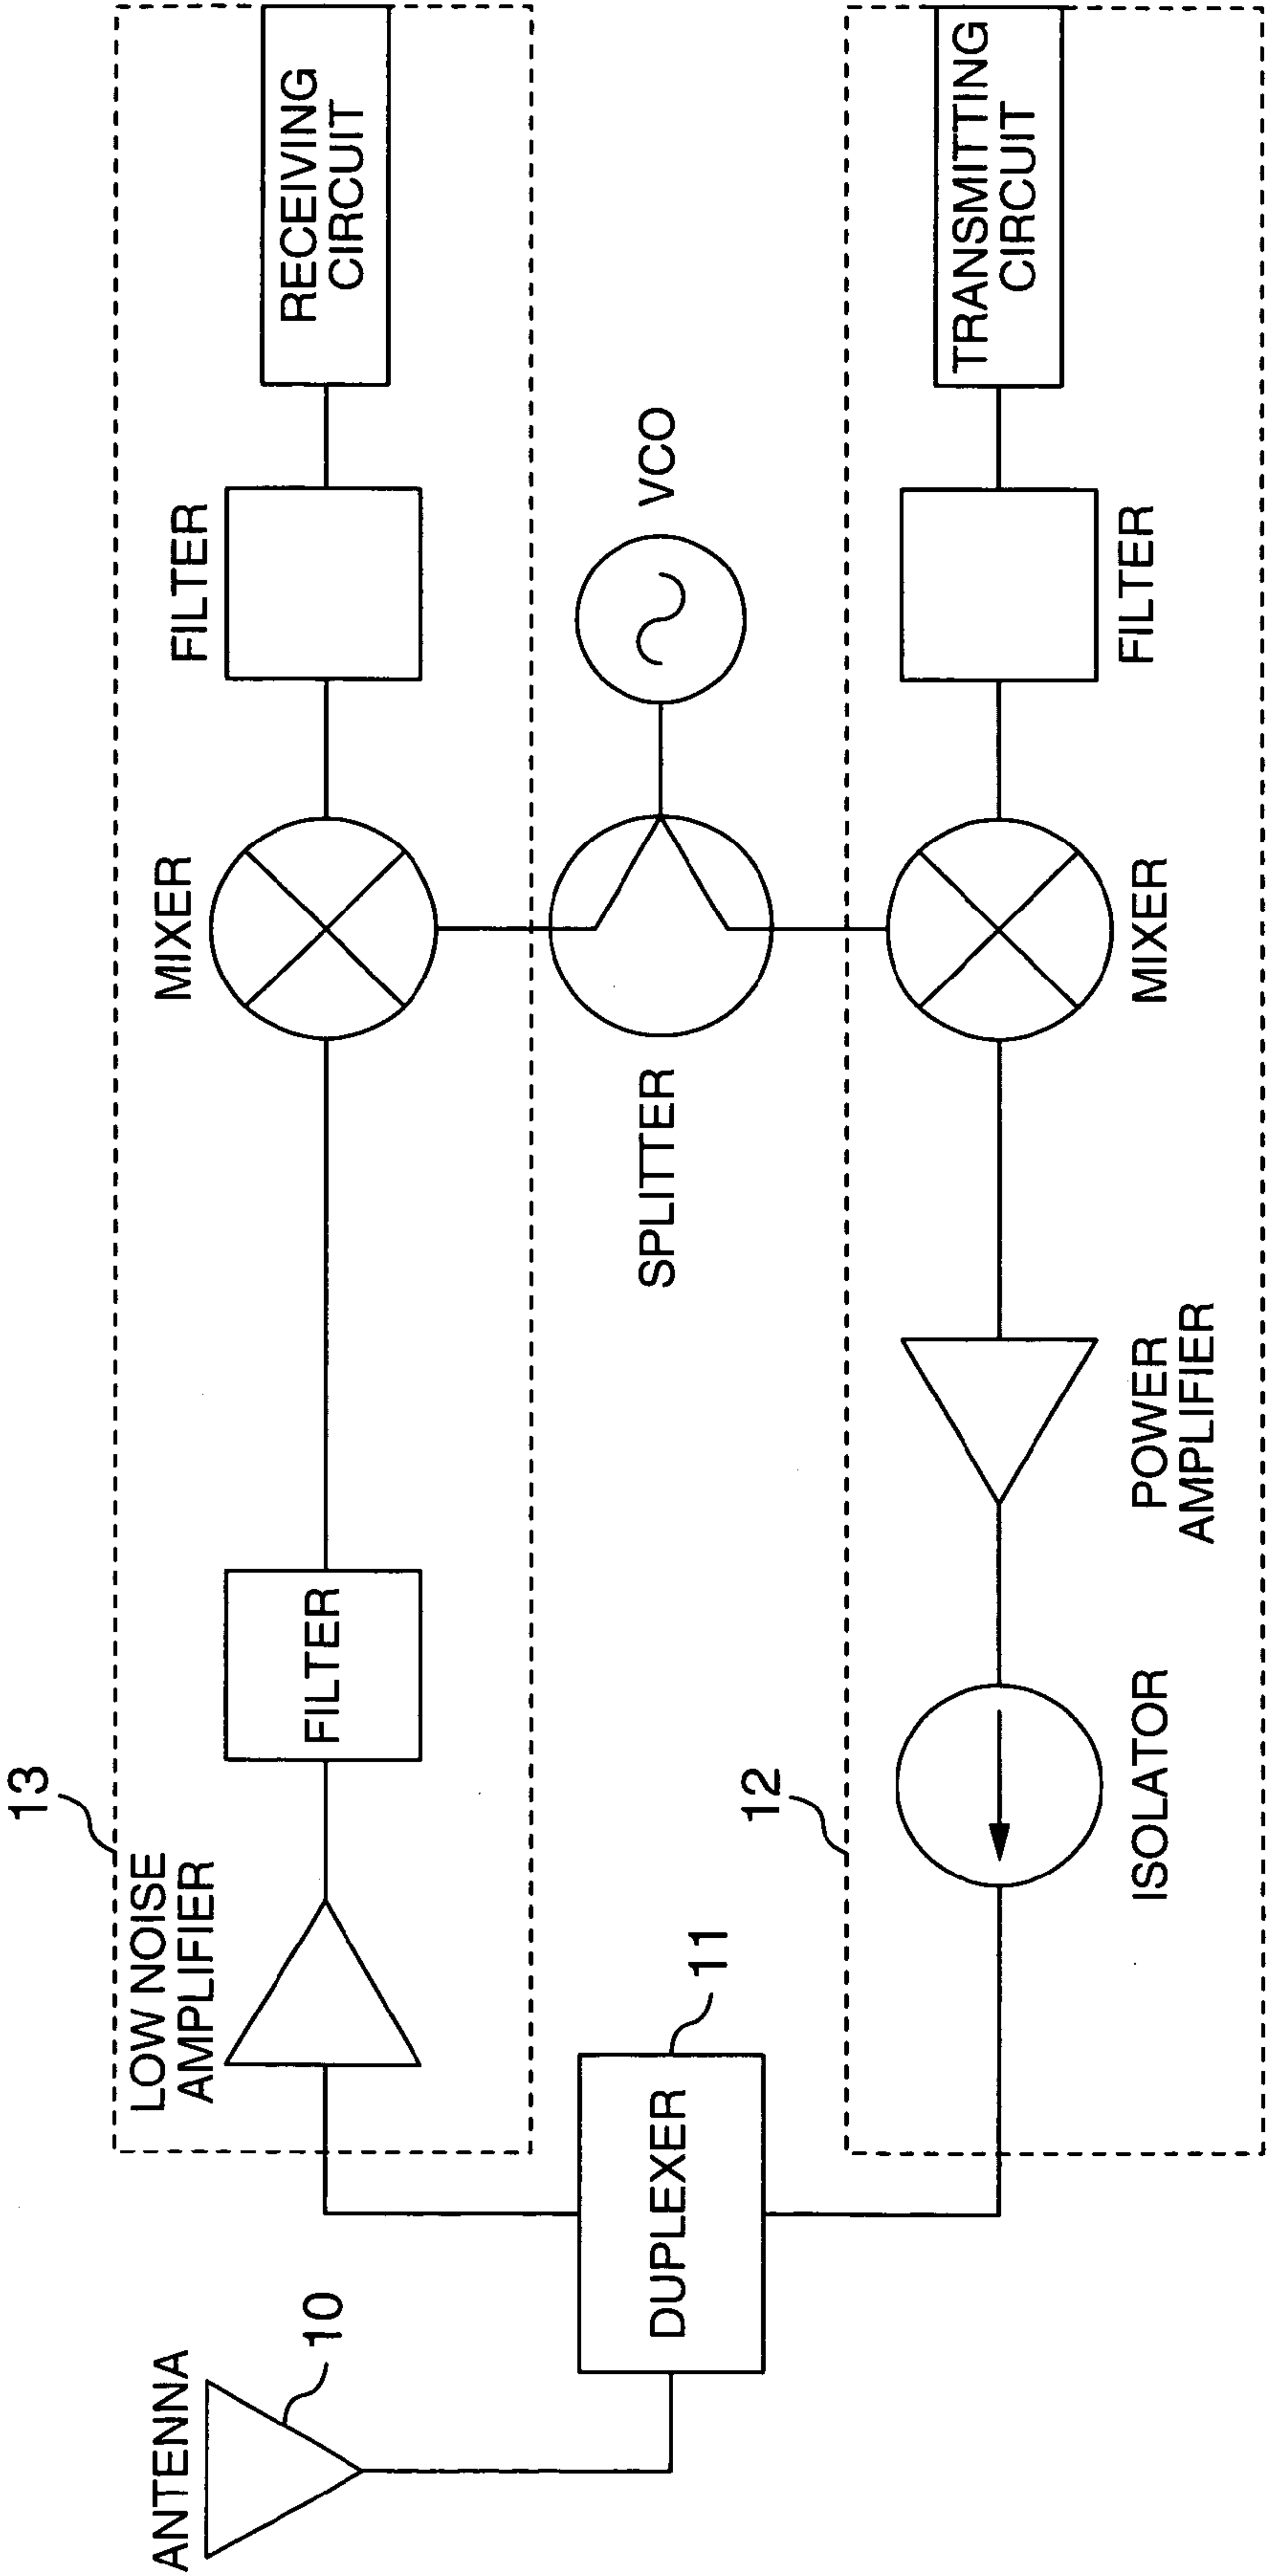 13
LOW NOISE
AMPLIFIER
FILTER
MIXER
FILTER
RECEIVING
CIRCUIT
ANTENNA
10
DUPLEXER
11
SPLITTER
VCO
12
ISOLATOR
POWER
AMPLIFIER
MIXER
FILTER
TRANSMITTING
CIRCUIT